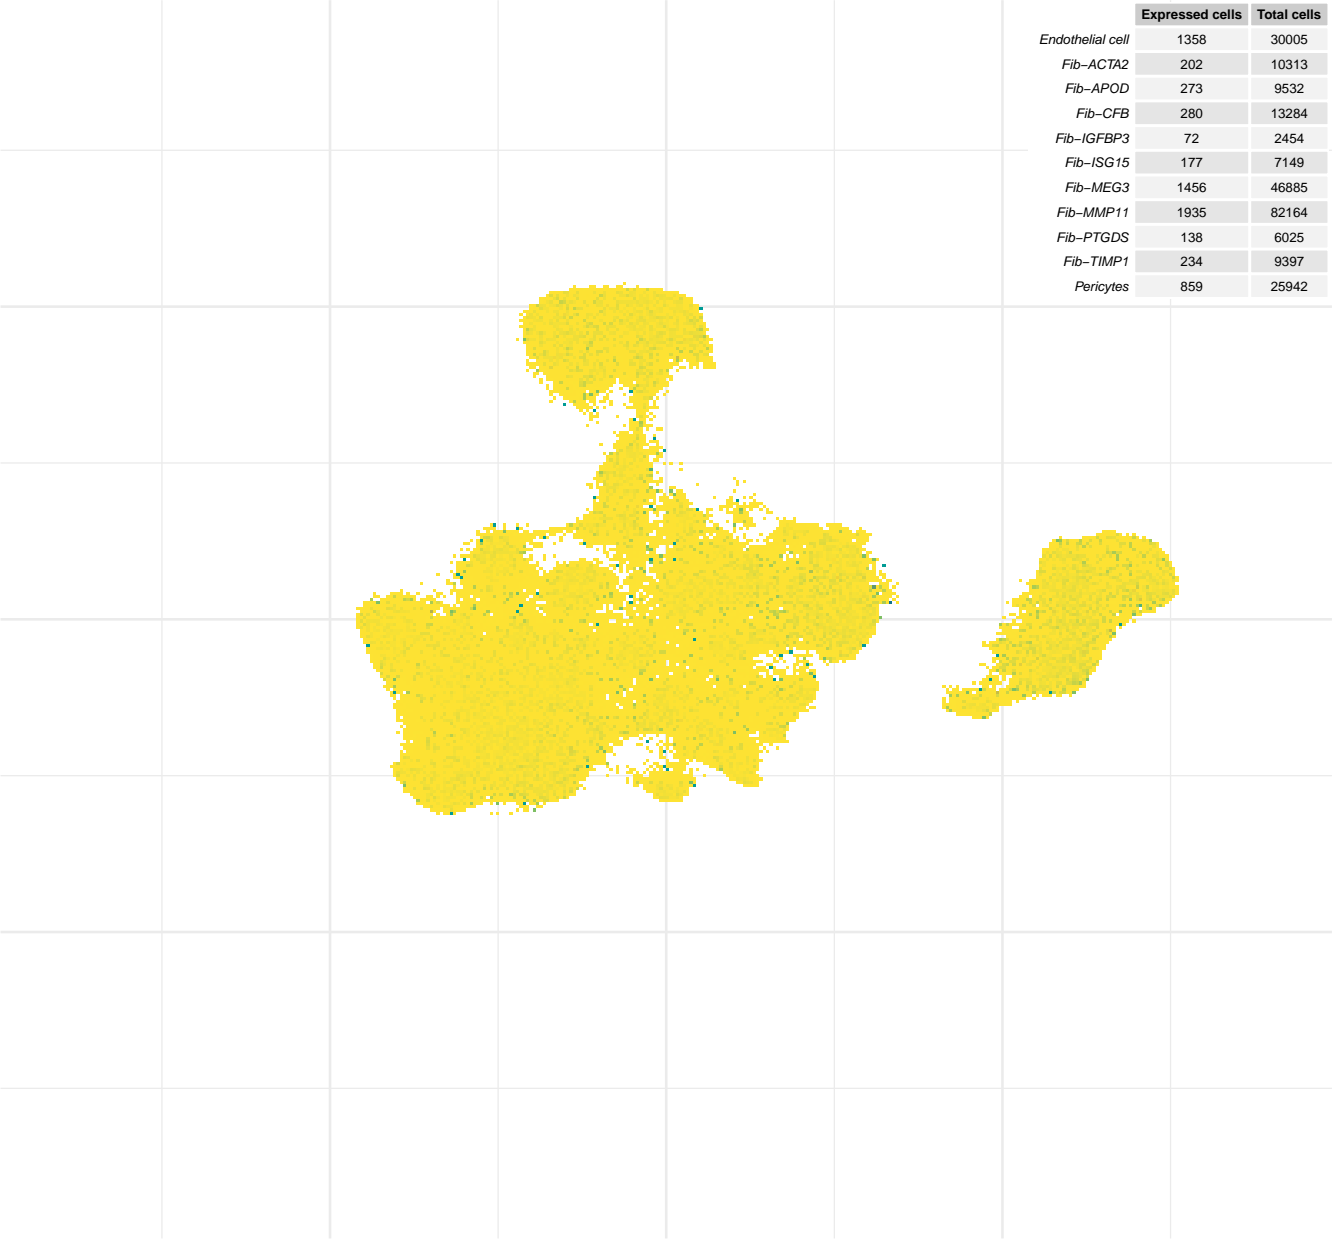 Expressed cells Total cells
Endothelial cell 1358 30005
Fib−ACTA2 202 10313
Fib−APOD 273 9532
Fib−CFB 280 13284
Fib−IGFBP3 72 2454
Fib−ISG15 177 7149
Fib−MEG3 1456 46885
Fib−MMP11 1935 82164
Fib−PTGDS 138 6025
Fib−TIMP1 234 9397
Pericytes 859 25942